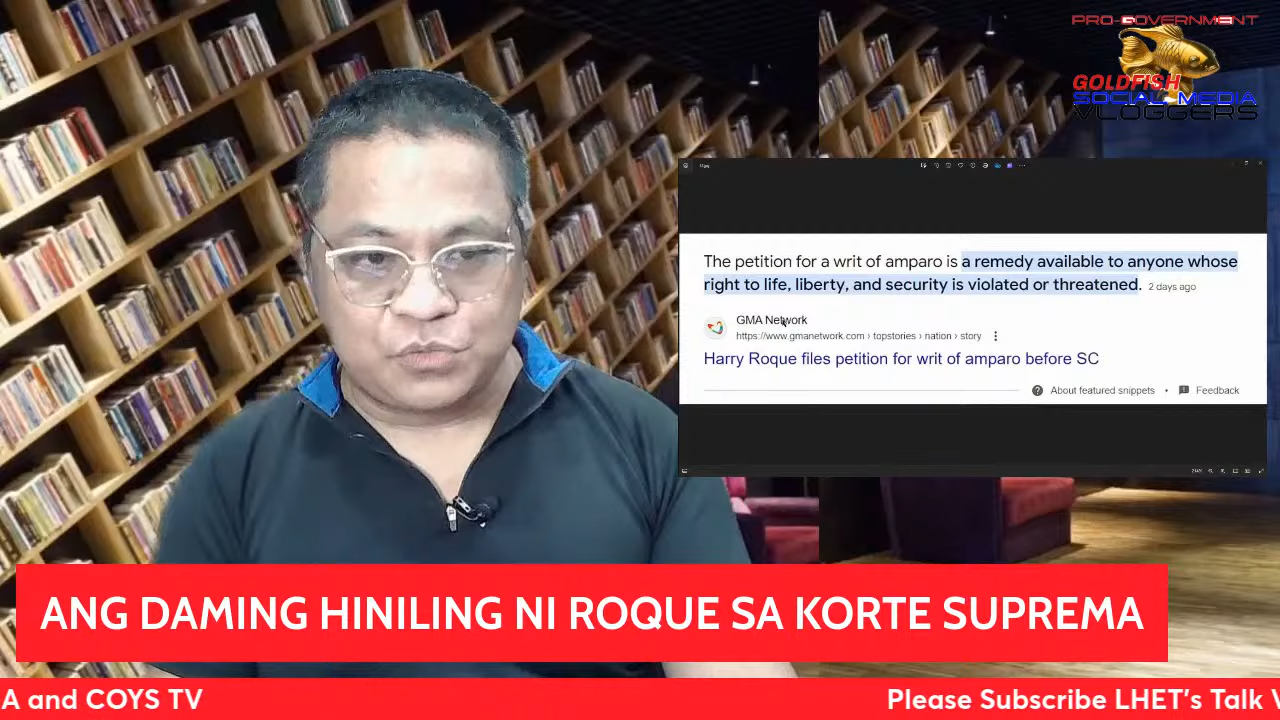 PRO-GOVERNMENT
GOLDFISH
SOCIAL MEDIA
VLOGGERS
The petition for a writ of amparo is a remedy available to anyone whose
right to life, liberty, and security is violated or threatened. 2 days ago
GMA Network
https://www.gmanetwork.com › topstories › nation › story
Harry Roque files petition for writ of amparo before SC
About featured snippets • Feedback
ANG DAMING HINILING NI ROQUE SA KORTE SUPREMA
A and COYS TV
Please Subscribe LHET's Talk